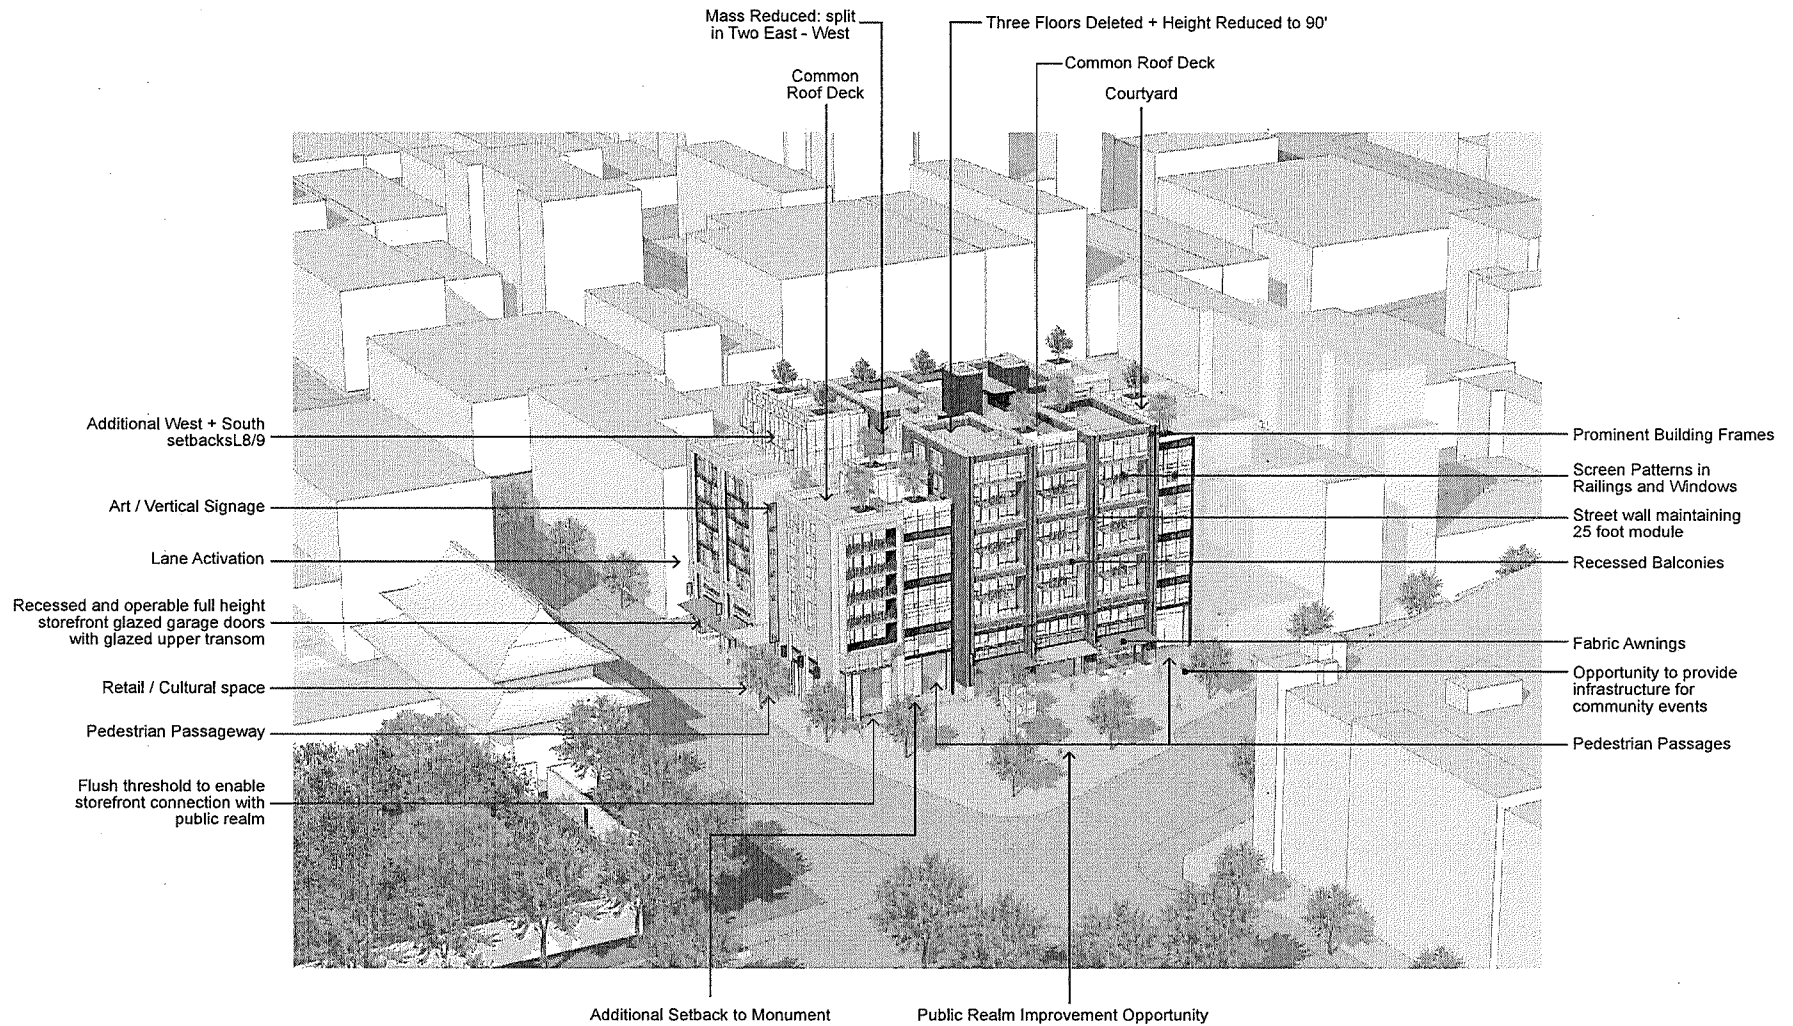 Mass Reduced: split
in Two East - West
Three Floors Deleted + Height Reduced to 90'
Common
Roof Deck
Common Roof Deck
Courtyard
Additional West + South
setbacksL8/9
Art / Vertical Signage
Lane Activation
Recessed and operable full height
storefront glazed garage doors
with glazed upper transom
Retail / Cultural space
Pedestrian Passageway
Flush threshold to enable
storefront connection with
public realm
Prominent Building Frames
Screen Patterns in
Railings and Windows
Street wall maintaining
25 foot module
Recessed Balconies
Fabric Awnings
Opportunity to provide
infrastructure for
community events
Pedestrian Passages
Additional Setback to Monument
Public Realm Improvement Opportunity